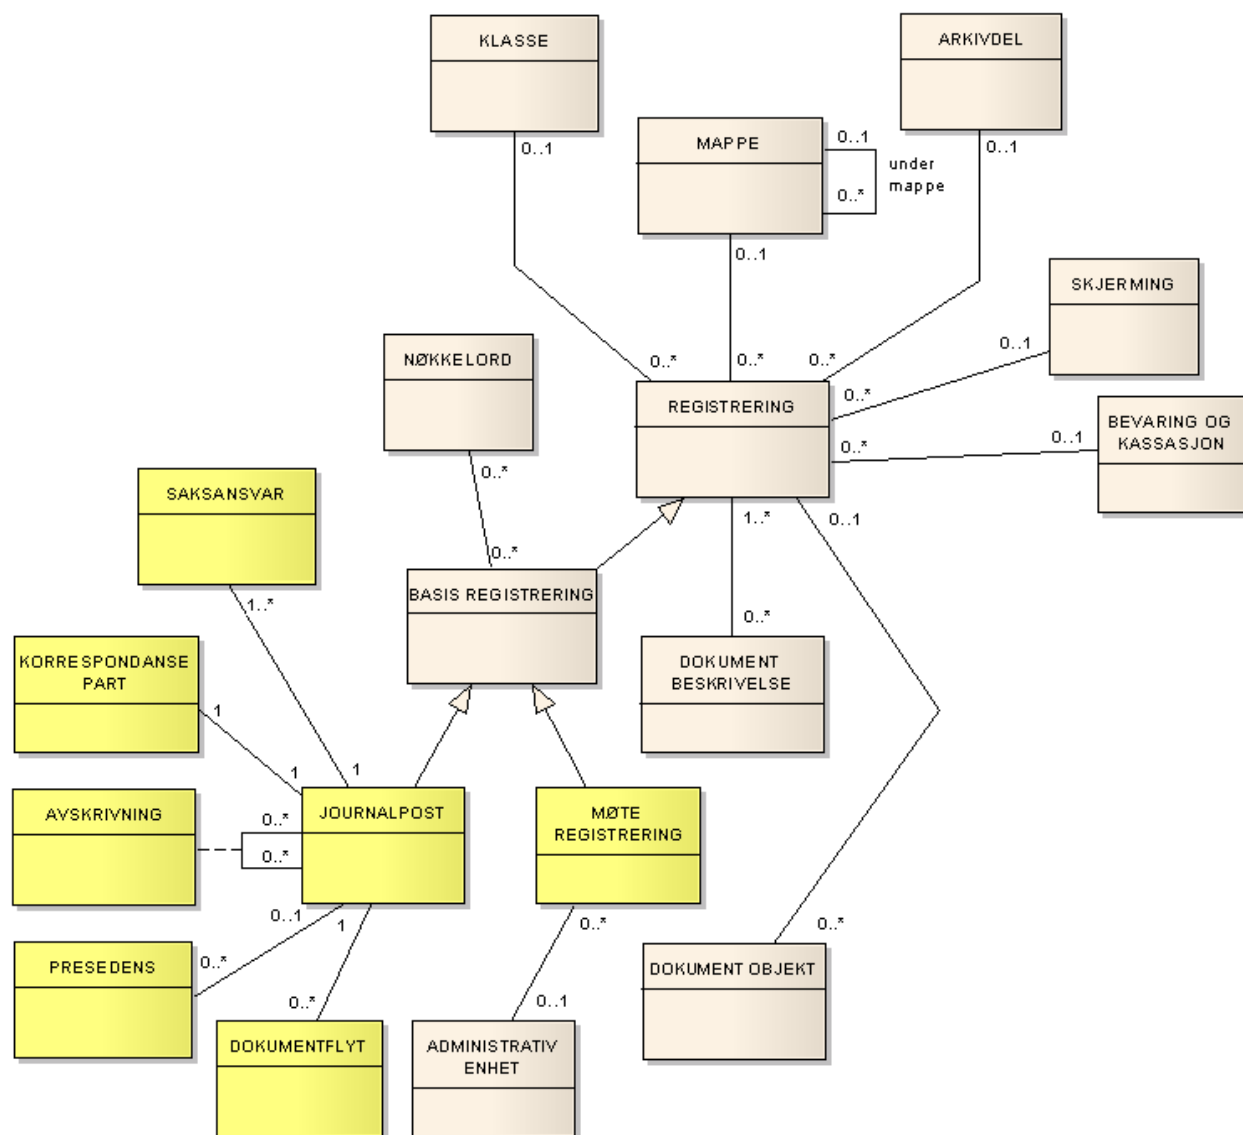 KLASSE
0..1
ARKIVDEL
0..1
MAPPE
0..1
0..*
under
mappe
0..1
SKJERMING
0..1
NØKKELORD
0..*
0..*
0..*
0..*
REGISTRERING
0..*
0..*
BEVARING OG
KASSASJON
0..1
SAKSANSVAR
1..*
0..*
1..*
0..1
BASIS REGISTRERING
0..*
DOKUMENT
BESKRIVELSE
KORRESPONDANSE
PART
1
1
1
AVSKRIVNING
0..*
0..*
JOURNALPOST
MØTE
REGISTRERING
0..1
1
0..*
0..*
PRESEDENS
0..*
0..*
0..1
DOKUMENT OBJEKT
DOKUMENTFLYT
ADMINISTRATIV
ENHET